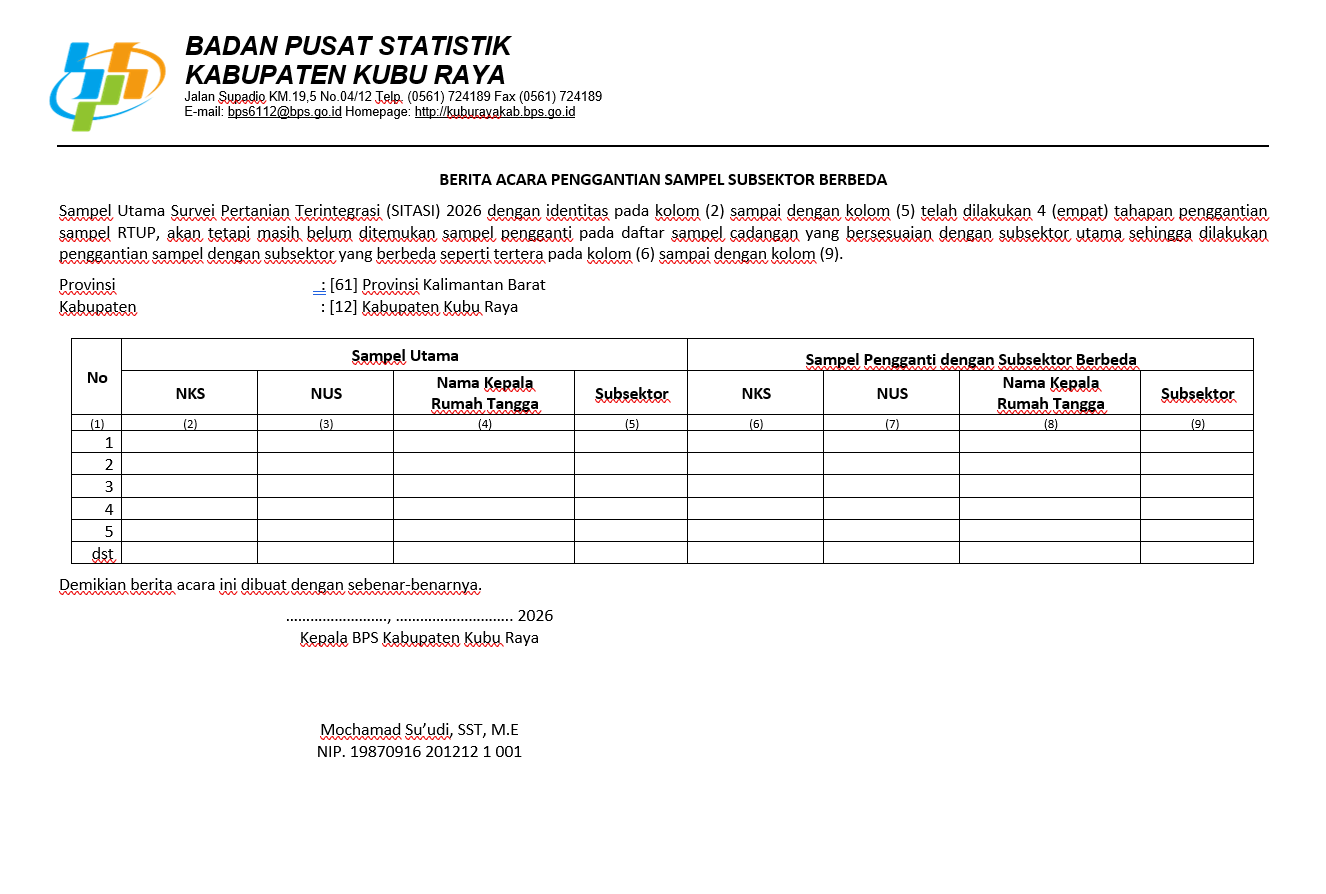 BADAN PUSAT STATISTIK
KABUPATEN KUBU RAYA
Jalan Supadio KM.19,5 No.04/12 Telp. (0561) 724189 Fax (0561) 724189
E-mail: bps6112@bps.go.id Homepage: http://kuburayakab.bps.go.id
BERITA ACARA PENGGANTIAN SAMPEL SUBSEKTOR BERBEDA
Sampel Utama Survei Pertanian Terintegrasi (SITASI) 2026 dengan identitas pada kolom (2) sampai dengan kolom (5) telah dilakukan 4 (empat) tahapan penggantian
sampel RTUP, akan tetapi masih belum ditemukan sampel pengganti pada daftar sampel cadangan yang bersesuaian dengan subsektor utama sehingga dilakukan
penggantian sampel dengan subsektor yang berbeda seperti tertera pada kolom (6) sampai dengan kolom (9).
Provinsi : [61] Provinsi Kalimantan Barat
Kabupaten : [12] Kabupaten Kubu Raya
No Sampel Utama Sampel Pengganti dengan Subsektor Berbeda
NKS NUS Nama Kepala Rumah Tangga Subsektor NKS NUS Nama Kepala Rumah Tangga Subsektor
(1) (2) (3) (4) (5) (6) (7) (8) (9)
1
2
3
4
5
dst
Demikian berita acara ini dibuat dengan sebenar-benarnya.
……………………., ……………………….. 2026
Kepala BPS Kabupaten Kubu Raya
Mochamad Su’udi, SST, M.E
NIP. 19870916 201212 1 001